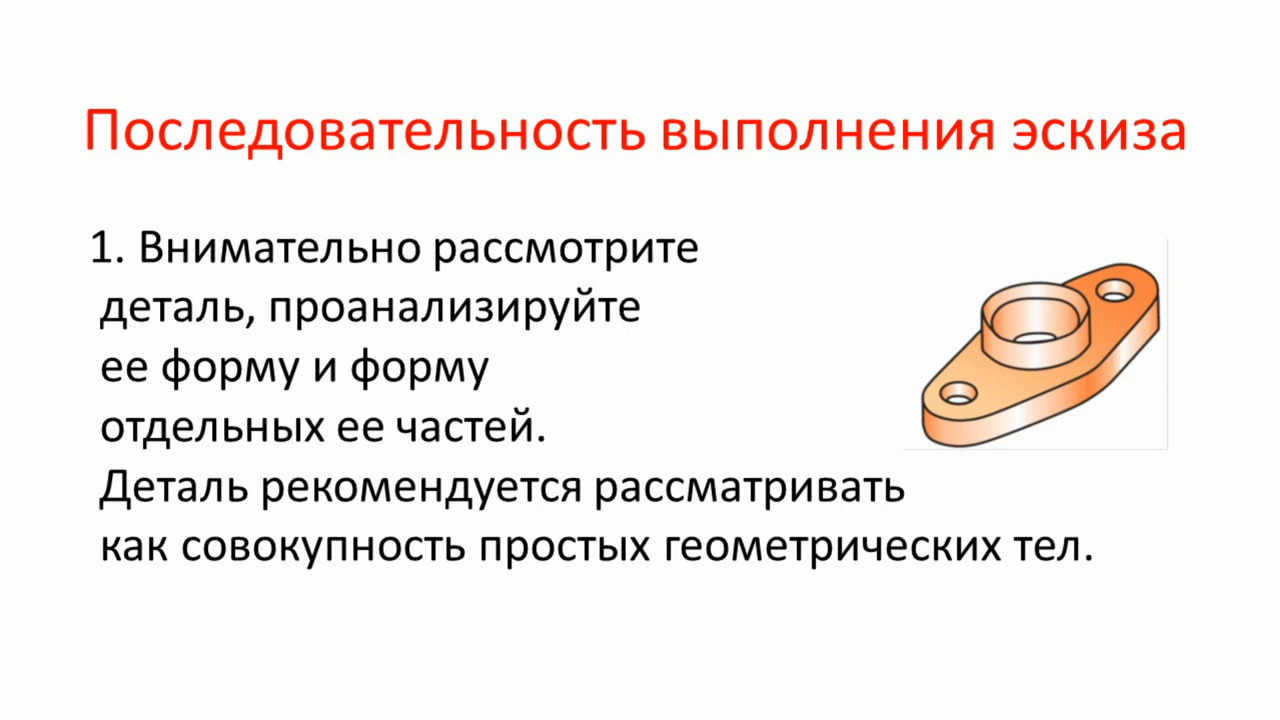 Последовательность выполнения эскиза
1. Внимательно рассмотрите
деталь, проанализируйте
ее форму и форму
отдельных ее частей.
Деталь рекомендуется рассматривать
как совокупность простых геометрических тел.